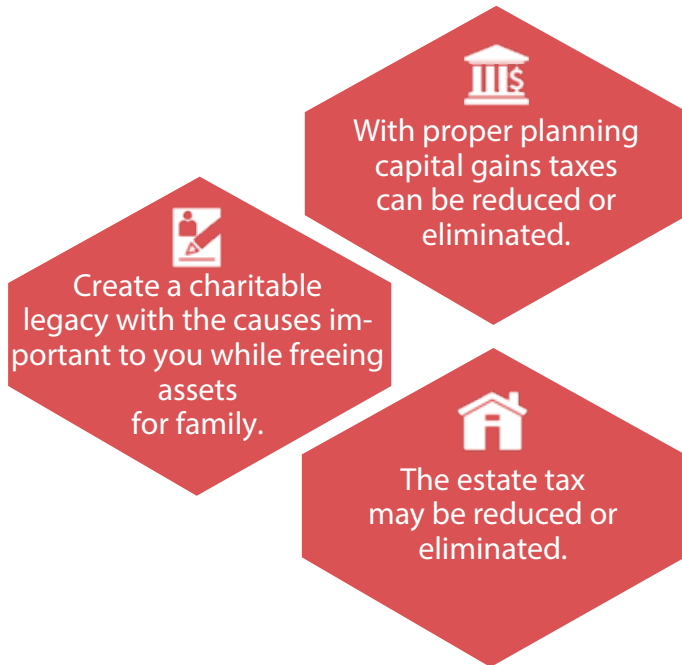 With proper planning
capital gains taxes
can be reduced or
eliminated.
Create a charitable
legacy with the causes im-
portant to you while freeing
assets
for family.
The estate tax
may be reduced or
eliminated.